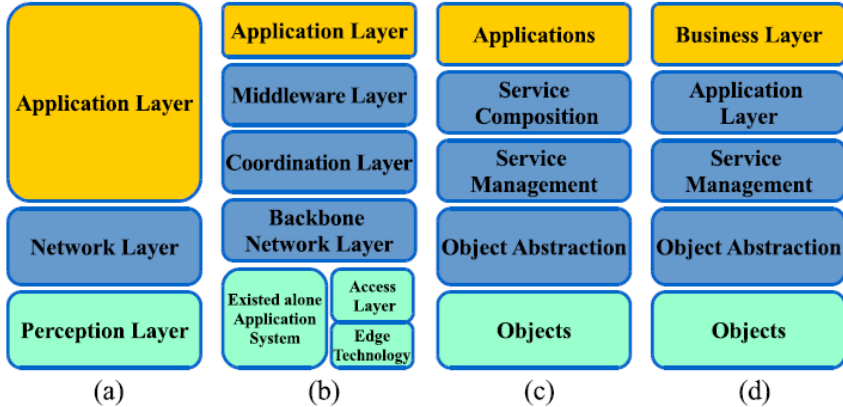 Application Layer
Network Layer
Perception Layer
(a)
Application Layer
Middleware Layer
Coordination Layer
Backbone
Network Layer
Existed alone
Application
System
Access
Layer
Edge
Technology
(b)
Applications
Service
Composition
Service
Management
Object Abstraction
Objects
(c)
Business Layer
Application
Layer
Service
Management
Object Abstraction
Objects
(d)